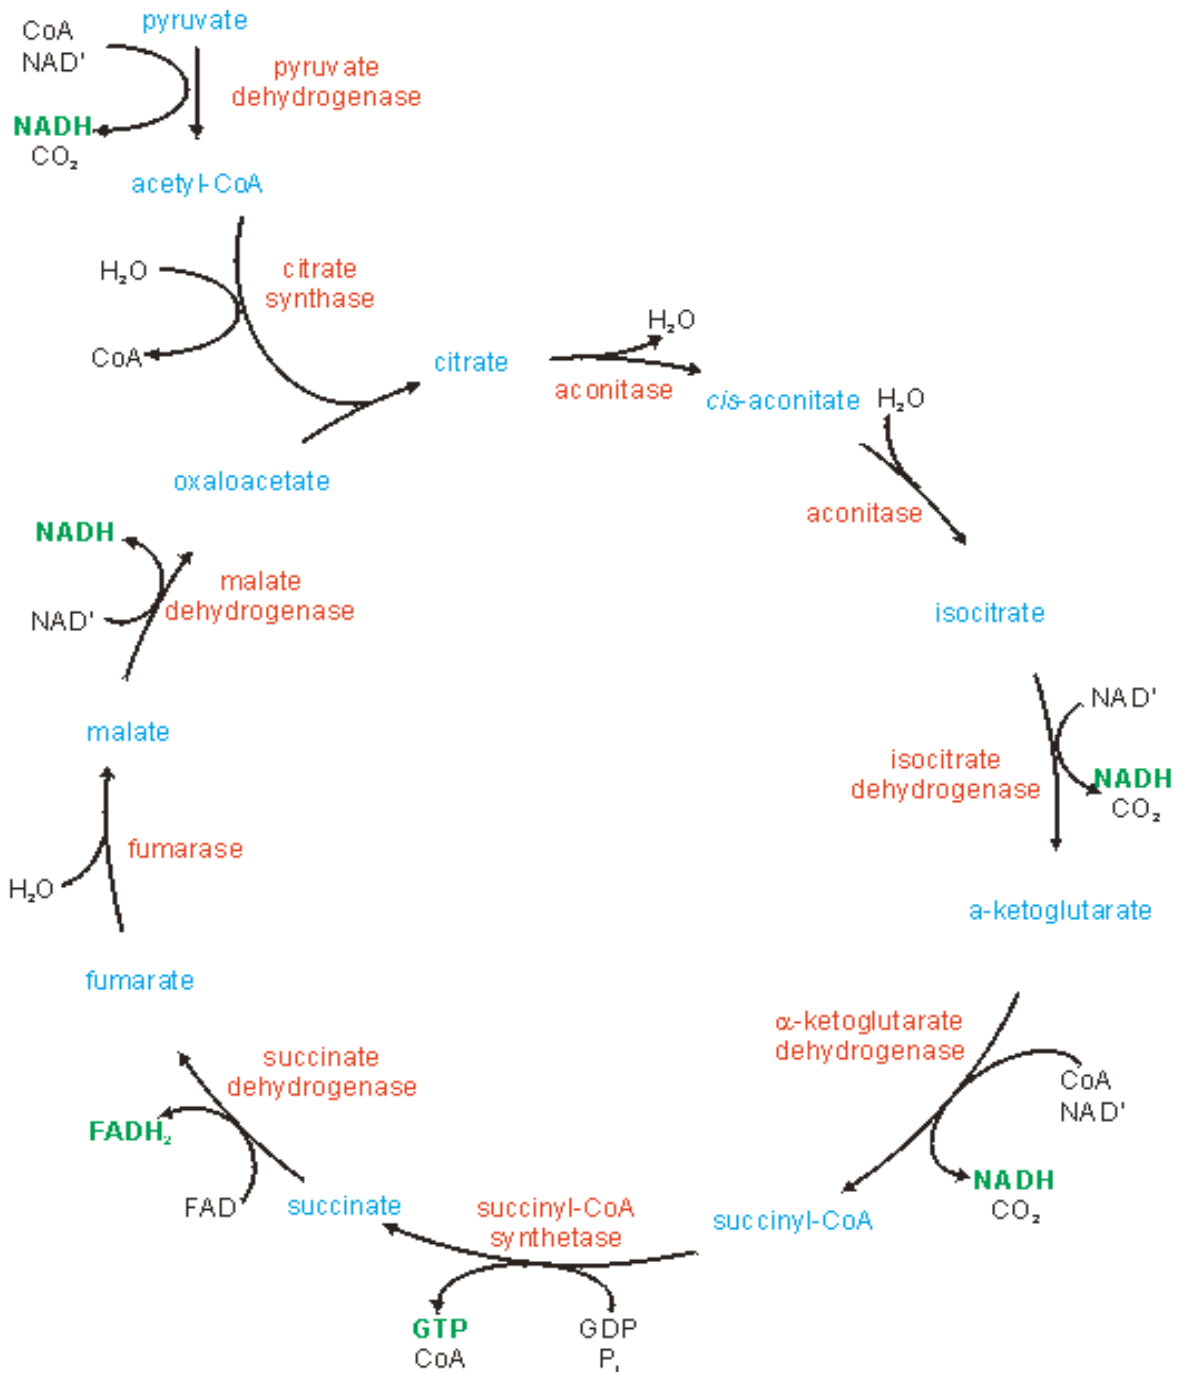 pyruvate
CoA
NAD'
pyruvate
dehydrogenase
NADH
CO₂
acetyl-CoA
H₂O
citrate
synthase
CoA
citrate
H₂O
aconitase
cis-aconitate
H₂O
aconitase
oxaloacetate
NADH
malate
dehydrogenase
NAD'
isocitrate
NAD'
isocitrate
dehydrogenase
NADH
CO₂
malate
fumarase
H₂O
a-ketoglutarate
fumarate
α-ketoglutarate
dehydrogenase
CoA
NAD'
succinate
dehydrogenase
FADH₂
FAD
NADH
CO₂
succinate
succinyl-CoA
synthetase
succinyl-CoA
GTP
CoA
GDP
Pᵢ